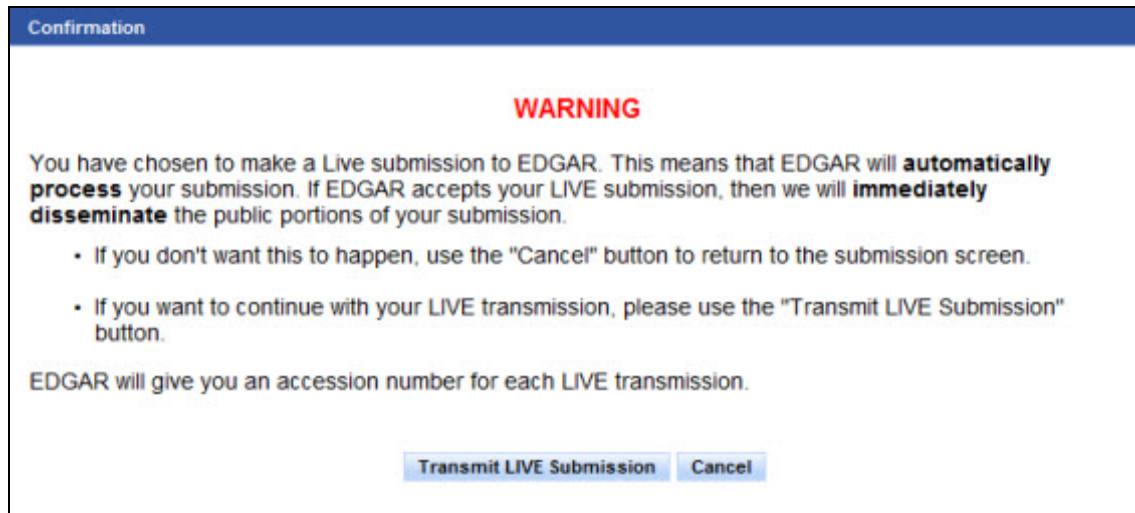 Confirmation
WARNING
You have chosen to make a Live submission to EDGAR. This means that EDGAR will automatically
process your submission. If EDGAR accepts your LIVE submission, then we will immediately
disseminate the public portions of your submission.
• If you don't want this to happen, use the "Cancel" button to return to the submission screen.
• If you want to continue with your LIVE transmission, please use the "Transmit LIVE Submission"
button.
EDGAR will give you an accession number for each LIVE transmission.
Transmit LIVE Submission Cancel